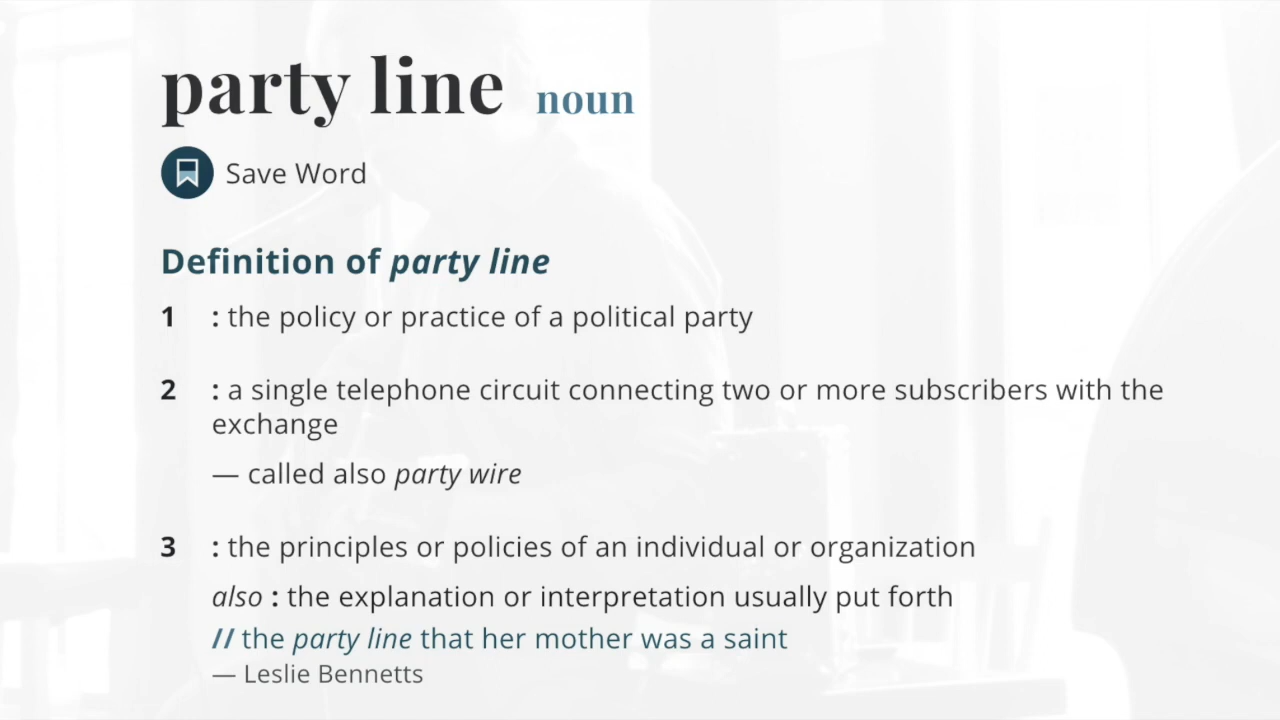 party line noun
Save Word
Definition of party line
1 : the policy or practice of a political party
2 : a single telephone circuit connecting two or more subscribers with the
exchange
— called also party wire
3 : the principles or policies of an individual or organization
also : the explanation or interpretation usually put forth
// the party line that her mother was a saint
— Leslie Bennetts